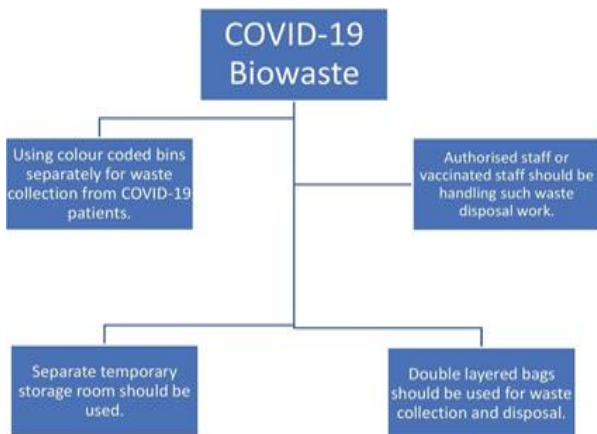 COVID-19
Biowaste
Using colour coded bins
separately for waste
collection from COVID-19
patients.
Authorised staff or
vaccinated staff should be
handling such waste
disposal work.
Separate temporary
storage room should be
used.
Double layered bags
should be used for waste
collection and disposal.